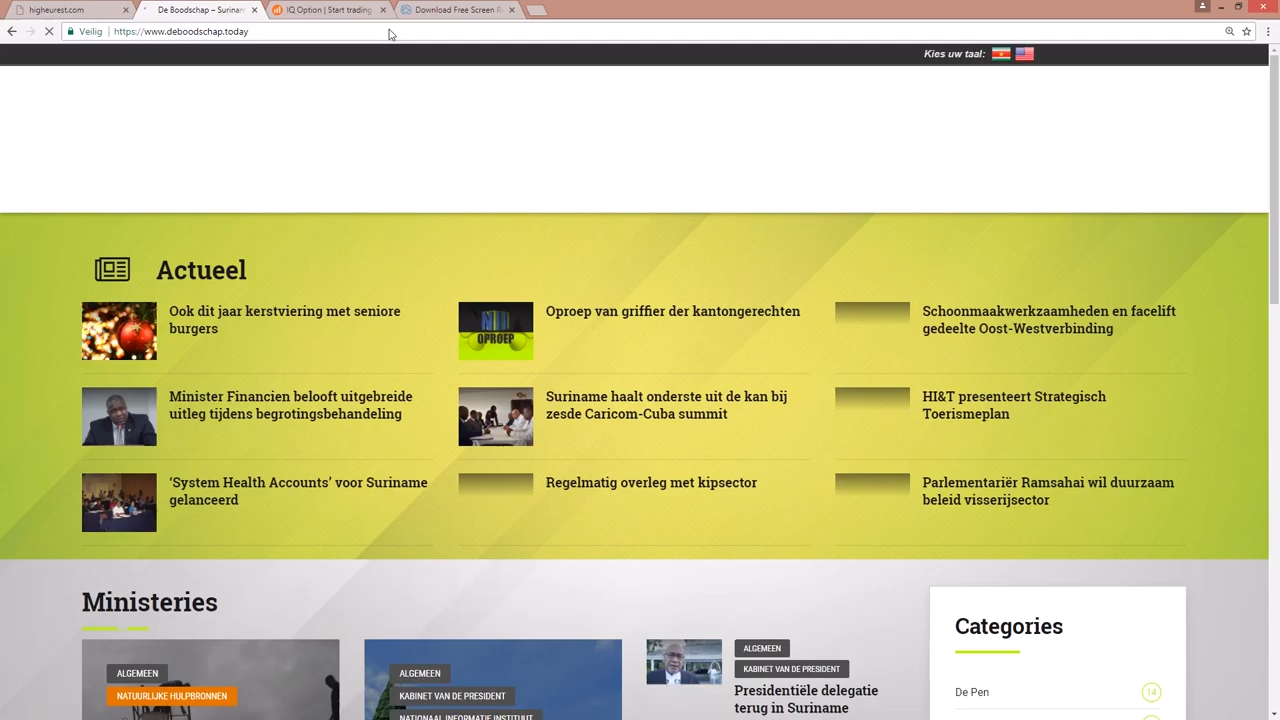 higheurest.com
De Boodschap – Surinam
IQ Option | Start trading
Download Free Screen R
Veilig
https://www.deboodschap.today
Kies uw taal:
Actueel
Ook dit jaar kerstviering met seniore
burgers
OPROEP
Oproep van griffier der kantongerechten
Schoonmaakwerkzaamheden en facelift
gedeelte Oost-Westverbinding
Minister Financien belooft uitgebreide
uitleg tijdens begrotingsbehandeling
Suriname haalt onderste uit de kan bij
zesde Caricom-Cuba summit
HI&T presenteert Strategisch
Toerismeplan
‘System Health Accounts’ voor Suriname
gelanceerd
Regelmatig overleg met kipsector
Parlementariër Ramsahai wil duurzaam
beleid visserijsector
Ministeries
ALGEMEEN
NATUURLIJKE HULPBRONNEN
ALGEMEEN
KABINET VAN DE PRESIDENT
NATIONAAL INFORMATIE INSTITUUT
ALGEMEEN
KABINET VAN DE PRESIDENT
Presidentiële delegatie
terug in Suriname
Categories
De Pen
14